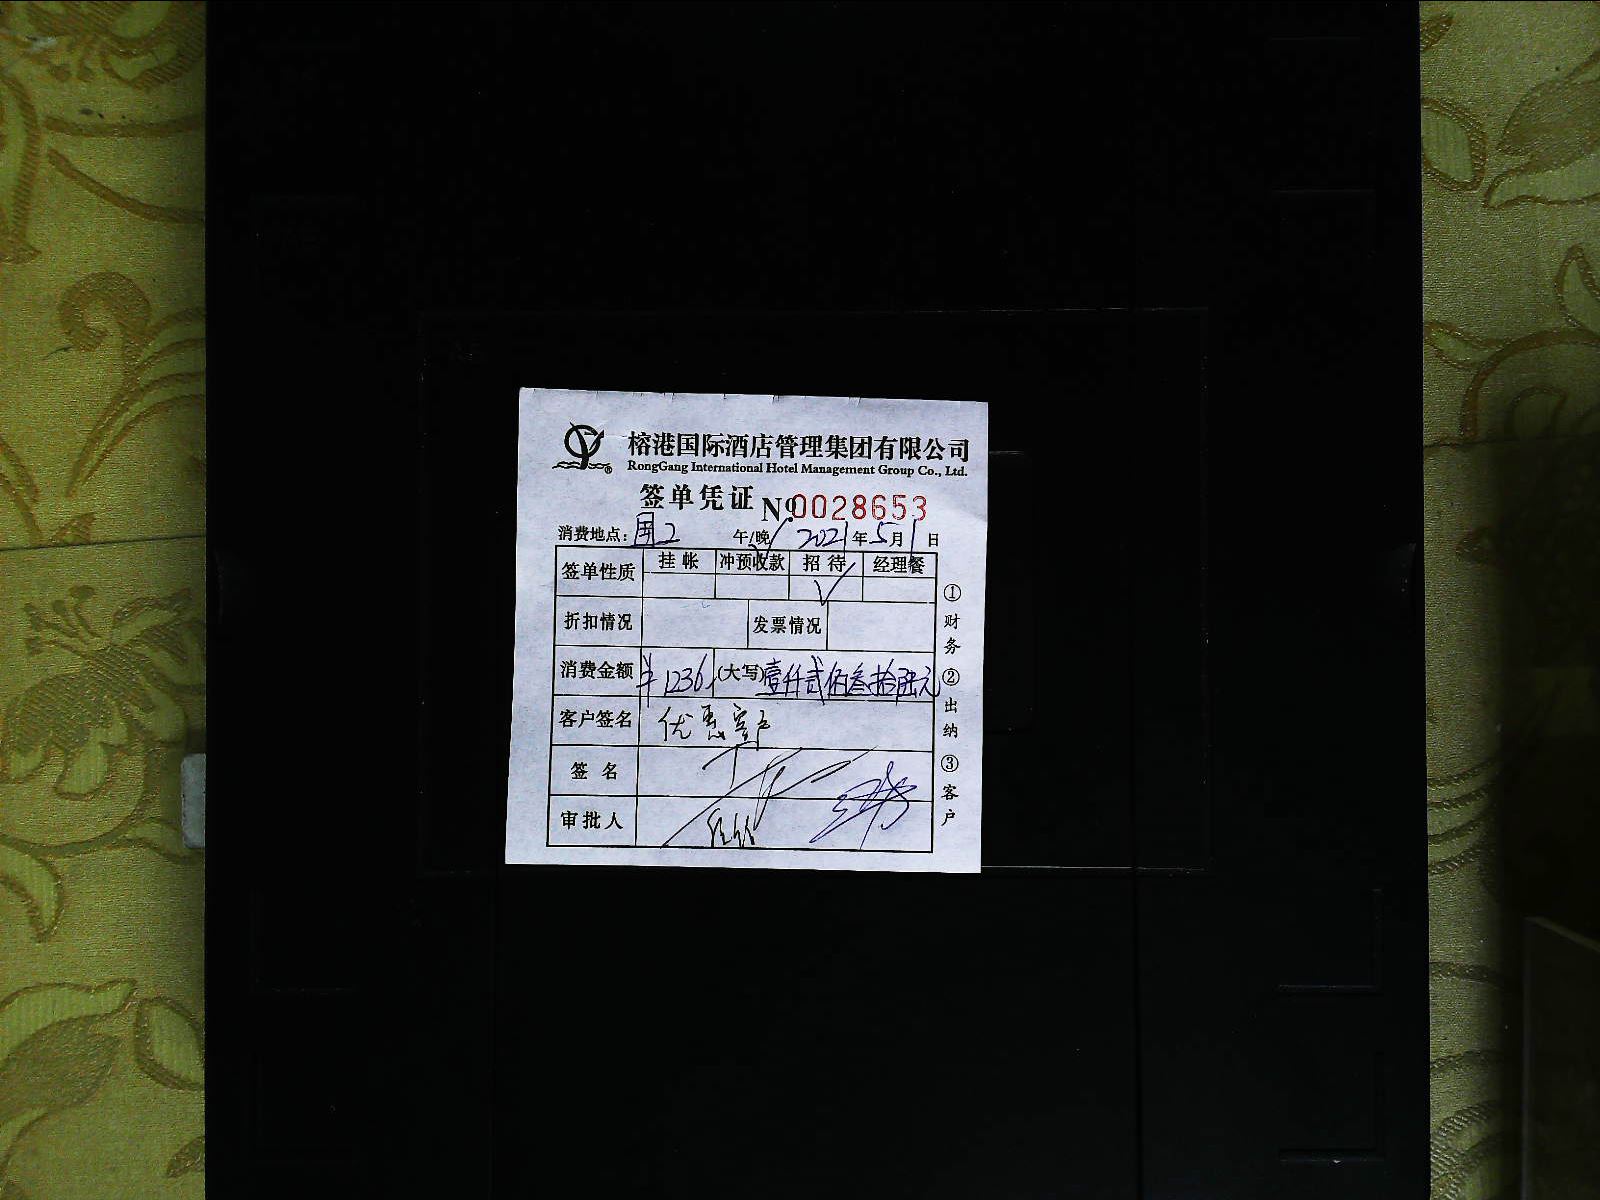 榕港国际酒店管理集团有限公司
RongGang International Hotel Management Group Co., Ltd.
签单凭证 Nº 0028653
消费地点: 国2 午/晚√ 2021年5月1日
签单性质 挂帐 冲预收款 招待 经理餐
√
折扣情况 发票情况
消费金额 ¥1236 (大写)壹仟贰佰叁拾陆元
客户签名 优惠
签名
审批人
①财务 ②出纳 ③客户